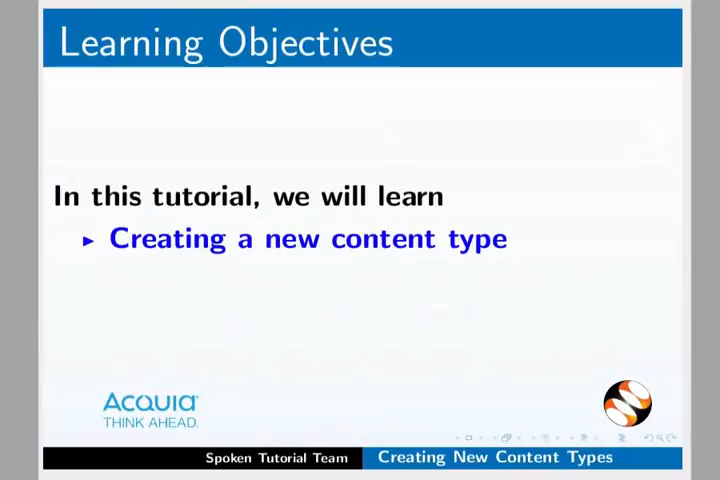 Learning Objectives
In this tutorial, we will learn
Creating a new content type
Acquia
THINK AHEAD.
Spoken Tutorial Team
Creating New Content Types